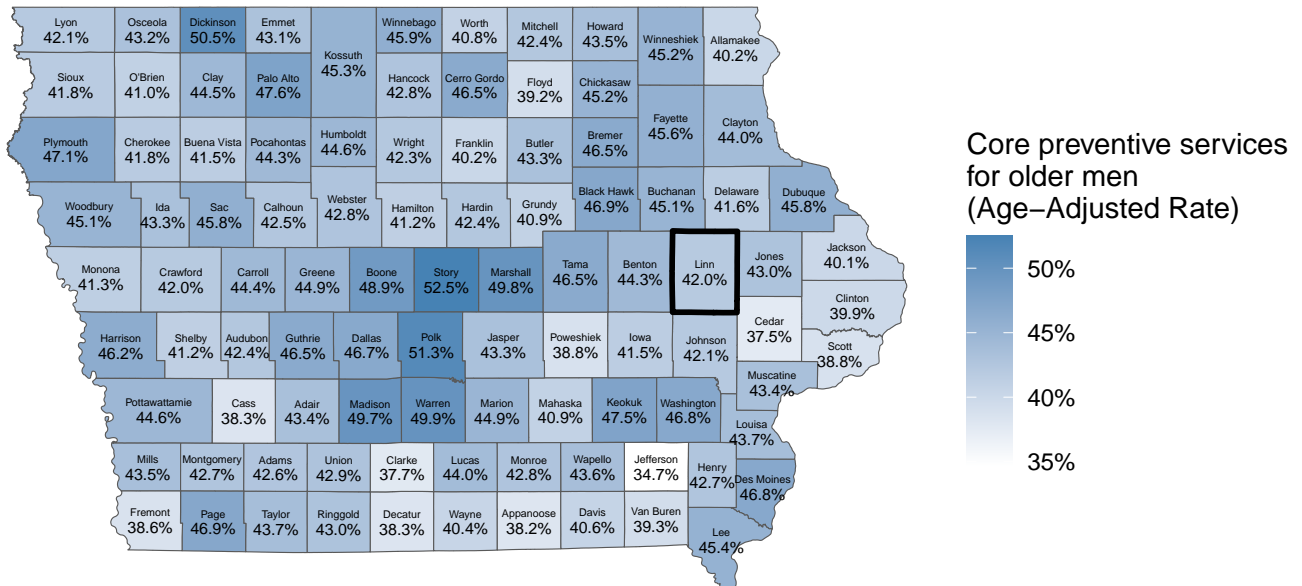 Lyon
42.1%
Osceola
43.2%
Dickinson
50.5%
Emmet
43.1%
Kossuth
45.3%
Winnebago
45.9%
Worth
40.8%
Mitchell
42.4%
Howard
43.5%
Winneshiek
45.2%
Allamakee
40.2%
Sioux
41.8%
O'Brien
41.0%
Clay
44.5%
Palo Alto
47.6%
Hancock
42.8%
Cerro Gordo
46.5%
Floyd
39.2%
Chickasaw
45.2%
Fayette
45.6%
Clayton
44.0%
Plymouth
47.1%
Cherokee
41.8%
Buena Vista
41.5%
Pocahontas
44.3%
Humboldt
44.6%
Wright
42.3%
Franklin
40.2%
Butler
43.3%
Bremer
46.5%
Woodbury
45.1%
Ida
43.3%
Sac
45.8%
Calhoun
42.5%
Webster
42.8%
Hamilton
41.2%
Hardin
42.4%
Grundy
40.9%
Black Hawk
46.9%
Buchanan
45.1%
Delaware
41.6%
Dubuque
45.8%
Monona
41.3%
Crawford
42.0%
Carroll
44.4%
Greene
44.9%
Boone
48.9%
Story
52.5%
Marshall
49.8%
Tama
46.5%
Benton
44.3%
Linn
42.0%
Jones
43.0%
Jackson
40.1%
Clinton
39.9%
Harrison
46.2%
Shelby
41.2%
Audubon
42.4%
Guthrie
46.5%
Dallas
46.7%
Polk
51.3%
Jasper
43.3%
Poweshiek
38.8%
Iowa
41.5%
Johnson
42.1%
Cedar
37.5%
Scott
38.8%
Muscatine
43.4%
Pottawattamie
44.6%
Cass
38.3%
Adair
43.4%
Madison
49.7%
Warren
49.9%
Marion
44.9%
Mahaska
40.9%
Keokuk
47.5%
Washington
46.8%
Louisa
43.7%
Mills
43.5%
Montgomery
42.7%
Adams
42.6%
Union
42.9%
Clarke
37.7%
Lucas
44.0%
Monroe
42.8%
Wapello
43.6%
Jefferson
34.7%
Henry
42.7%
Des Moines
46.8%
Fremont
38.6%
Page
46.9%
Taylor
43.7%
Ringgold
43.0%
Decatur
38.3%
Wayne
40.4%
Appanoose
38.2%
Davis
40.6%
Van Buren
39.3%
Lee
45.4%
Core preventive services
for older men
(Age−Adjusted Rate)
50%
45%
40%
35%